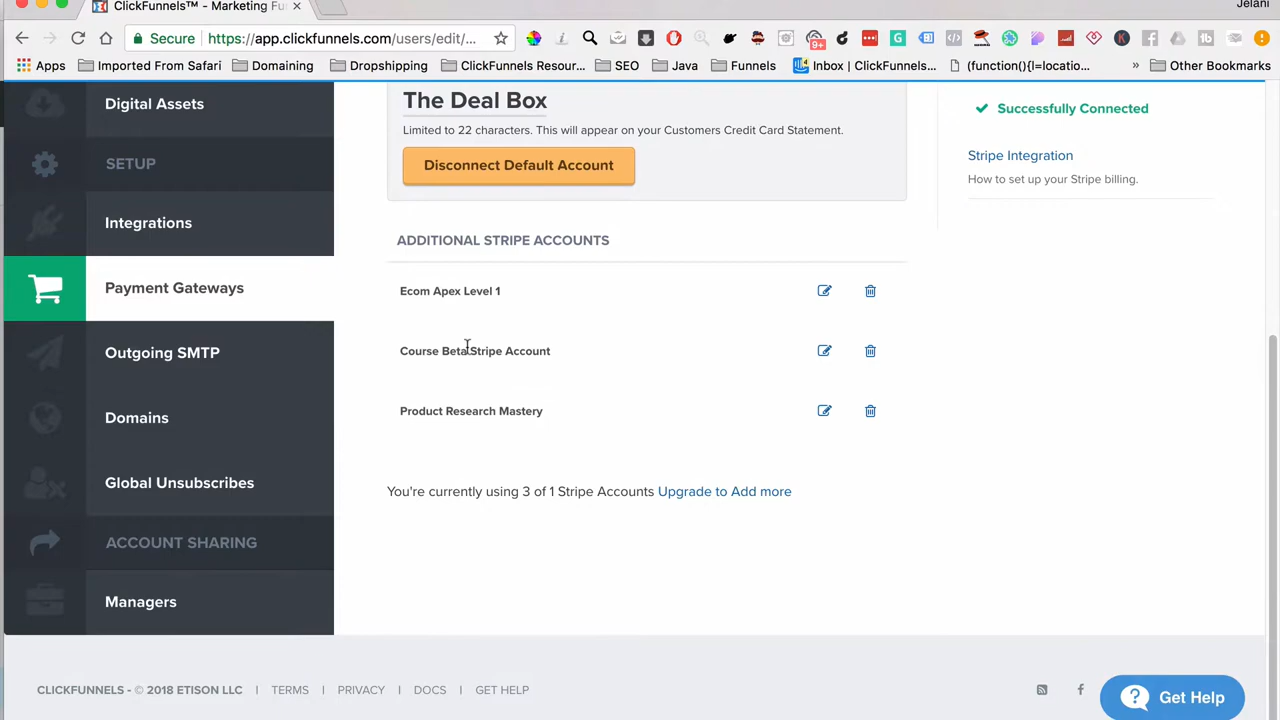 ClickFunnels™ - Marketing Fu
Jelani
Secure
https://app.clickfunnels.com/users/edit/...
9+
Apps
Imported From Safari
Domaining
Dropshipping
ClickFunnels Resour...
SEO
Java
Funnels
Inbox | ClickFunnels...
(function(){l=locatio...
»
Other Bookmarks
Digital Assets
SETUP
Integrations
Payment Gateways
Outgoing SMTP
Domains
Global Unsubscribes
ACCOUNT SHARING
Managers
The Deal Box
Limited to 22 characters. This will appear on your Customers Credit Card Statement.
Disconnect Default Account
ADDITIONAL STRIPE ACCOUNTS
Ecom Apex Level 1
Course Beta Stripe Account
Product Research Mastery
You're currently using 3 of 1 Stripe Accounts Upgrade to Add more
Successfully Connected
Stripe Integration
How to set up your Stripe billing.
CLICKFUNNELS - © 2018 ETISON LLC | TERMS | PRIVACY | DOCS | GET HELP
Get Help